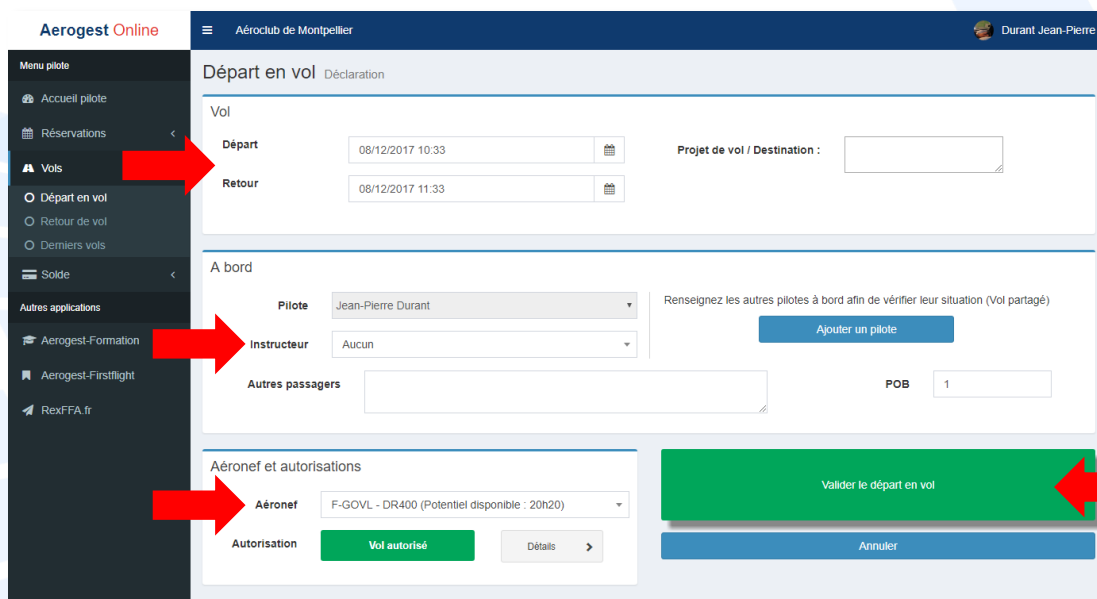 Aerogest Online
Aéroclub de Montpellier
Durant Jean-Pierre
Menu pilote
Accueil pilote
Réservations
Vols
Départ en vol
Retour de vol
Derniers vols
Solde
Autres applications
Aerogest-Formation
Aerogest-Firstflight
RexFFA.fr
Départ en vol Déclaration
Vol
Départ
08/12/2017 10:33
Projet de vol / Destination :
Retour
08/12/2017 11:33
A bord
Pilote
Jean-Pierre Durant
Renseignez les autres pilotes à bord afin de vérifier leur situation (Vol partagé)
Ajouter un pilote
Instructeur
Aucun
Autres passagers
POB
1
Aéronef et autorisations
Aéronef
F-GOVL - DR400 (Potentiel disponible : 20h20)
Autorisation
Vol autorisé
Détails
Valider le départ en vol
Annuler